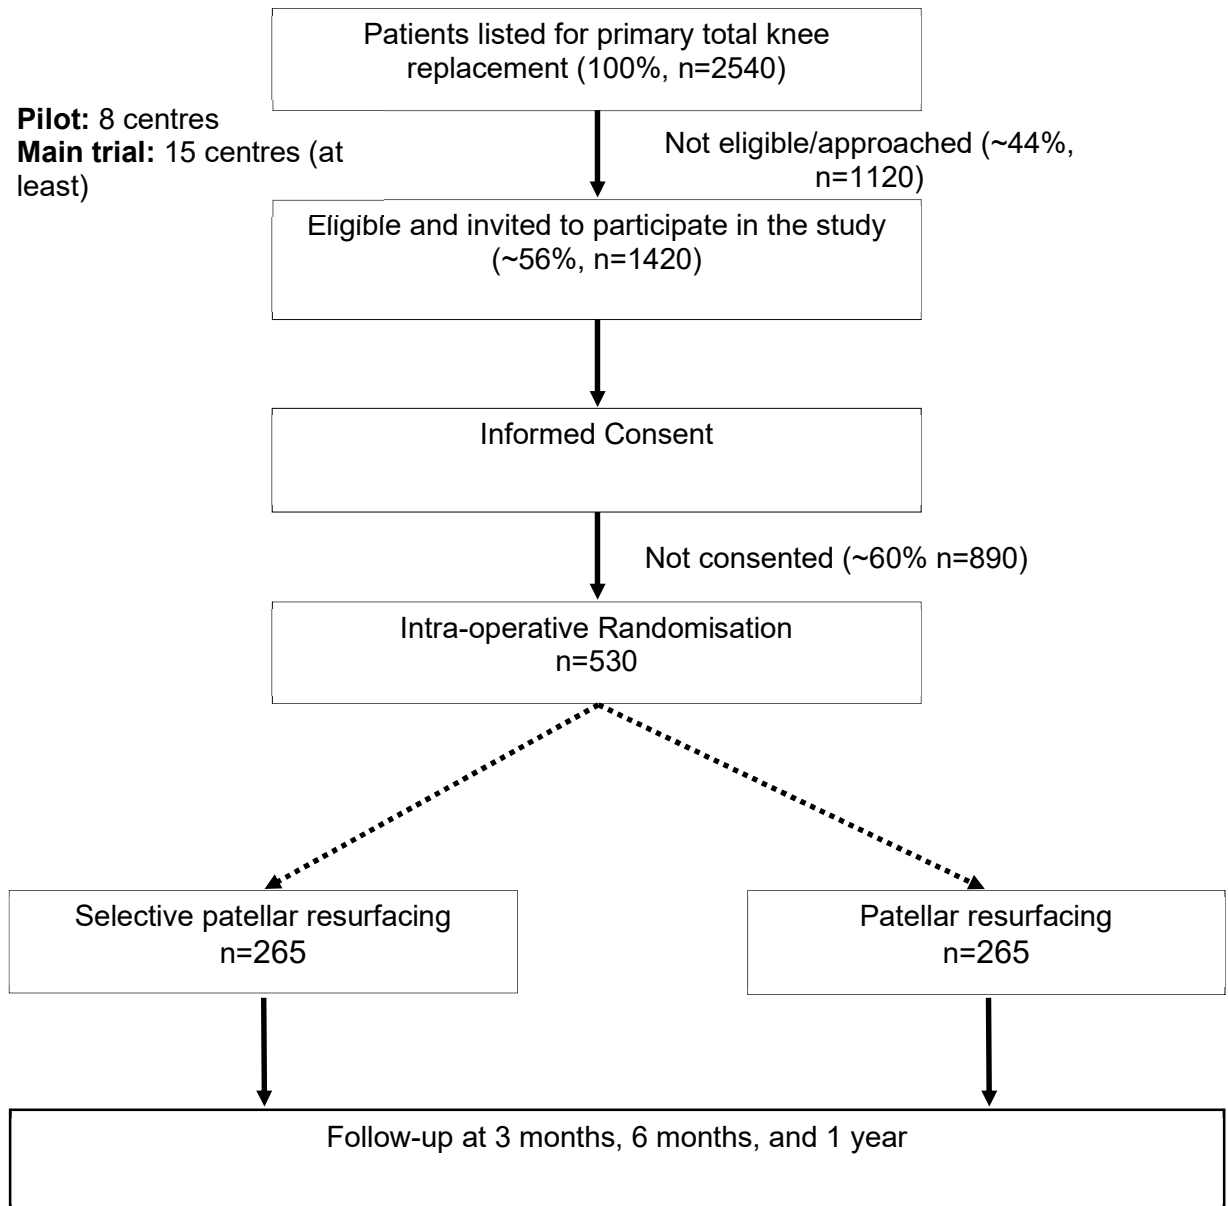 Patients listed for primary total knee
replacement (100%, n=2540)
Pilot: 8 centres
Main trial: 15 centres (at
least)
Not eligible/approached (~44%,
n=1120)
Eligible and invited to participate in the study
(~56%, n=1420)
Informed Consent
Not consented (~60% n=890)
Intra-operative Randomisation
n=530
Selective patellar resurfacing
n=265
Patellar resurfacing
n=265
Follow-up at 3 months, 6 months, and 1 year